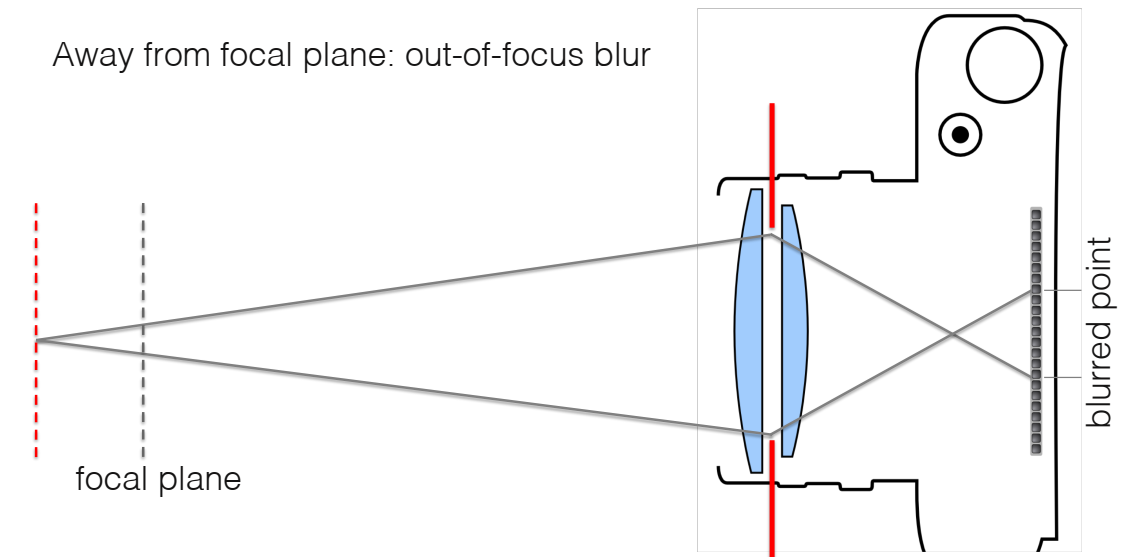 Away from focal plane: out-of-focus blur
focal plane
blurred point